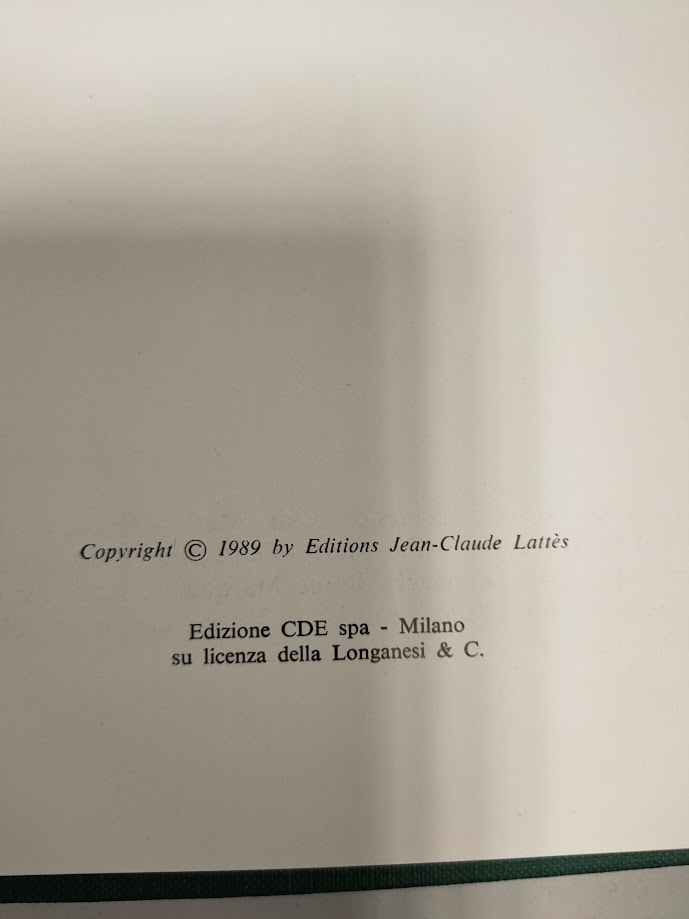 Copyright © 1989 by Editions Jean-Claude Lattès
Edizione CDE spa - Milano
su licenza della Longanesi & C.